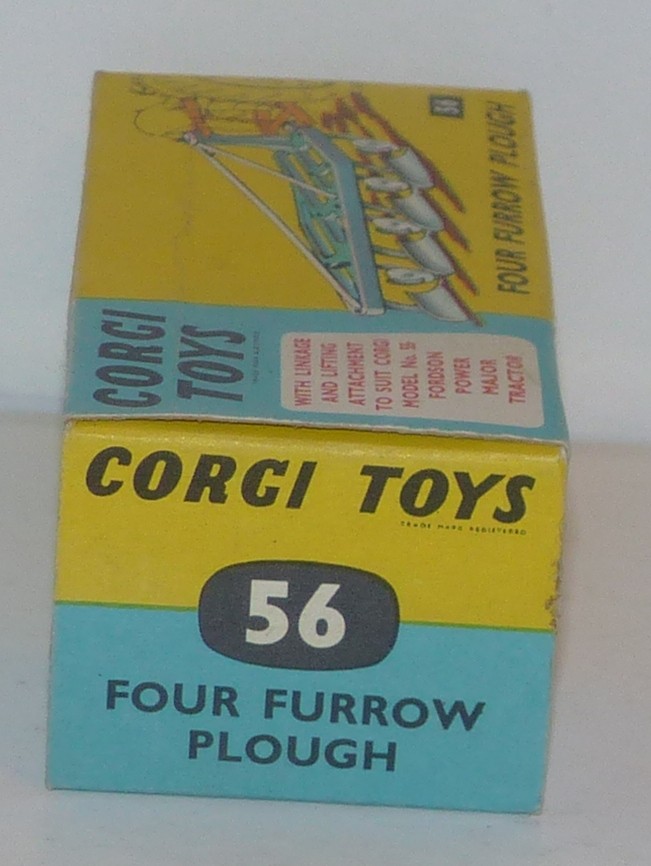 56
FOUR FURROW PLOUGH
CORGI
TOYS
WITH LINKAGE
AND LIFTING
ATTACHMENT
TO SUIT CORGI
MODEL No. 55
FORDSON
POWER
MAJOR
TRACTOR
CORGI TOYS
TRADE MARK REGISTERED
56
FOUR FURROW
PLOUGH